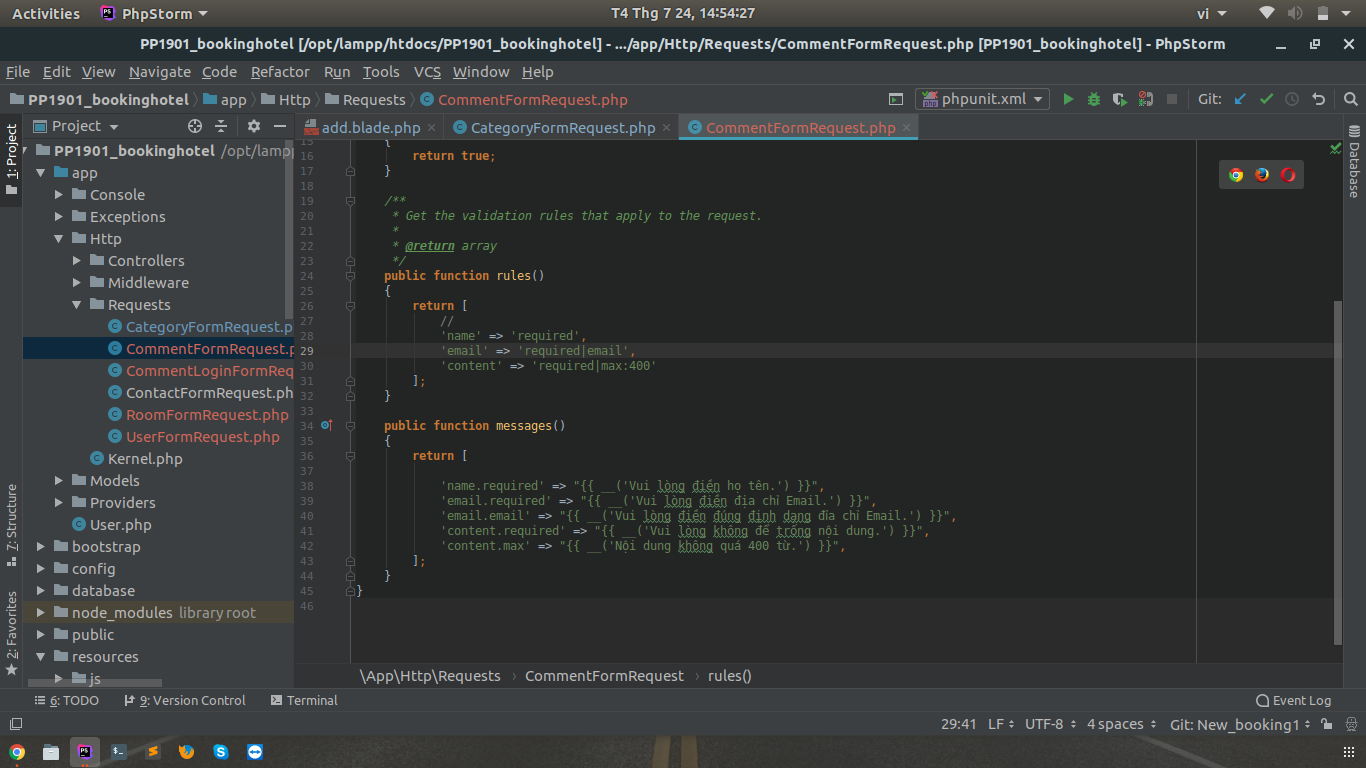 Activities PhpStorm T4 Thg 7 24, 14:54:27 vi
PP1901_bookinghotel [/opt/lampp/htdocs/PP1901_bookinghotel] - .../app/Http/Requests/CommentFormRequest.php [PP1901_bookinghotel] - PhpStorm
File Edit View Navigate Code Refactor Run Tools VCS Window Help
PP1901_bookinghotel app Http Requests CommentFormRequest.php phpunit.xml Git:
1: Project
7: Structure
2: Favorites
Project
PP1901_bookinghotel /opt/lamp
app
Console
Exceptions
Http
Controllers
Middleware
Requests
CategoryFormRequest.p
CommentFormRequest.p
CommentLoginFormReq
ContactFormRequest.ph
RoomFormRequest.php
UserFormRequest.php
Kernel.php
Models
Providers
User.php
bootstrap
config
database
node_modules library root
public
resources
js
add.blade.php CategoryFormRequest.php CommentFormRequest.php
15 {
16 return true;
17 }
18
19 /**
20 * Get the validation rules that apply to the request.
21 *
22 * @return array
23 */
24 public function rules()
25 {
26 return [
27 //
28 'name' => 'required',
29 'email' => 'required|email',
30 'content' => 'required|max:400'
31 ];
32 }
33
34 public function messages()
35 {
36 return [
37
38 'name.required' => "{{ __('Vui lòng điền họ tên.') }}",
39 'email.required' => "{{ __('Vui lòng điền địa chỉ Email.') }}",
40 'email.email' => "{{ __('Vui lòng điền đúng định dạng đia chỉ Email.') }}",
41 'content.required' => "{{ __('Vui lòng không để trống nội dung.') }}",
42 'content.max' => "{{ __('Nội dung không quá 400 từ.') }}",
43 ];
44 }
45 }
46
Database
\App\Http\Requests › CommentFormRequest › rules()
6: TODO 9: Version Control Terminal Event Log
29:41 LF UTF-8 4 spaces Git: New_booking1